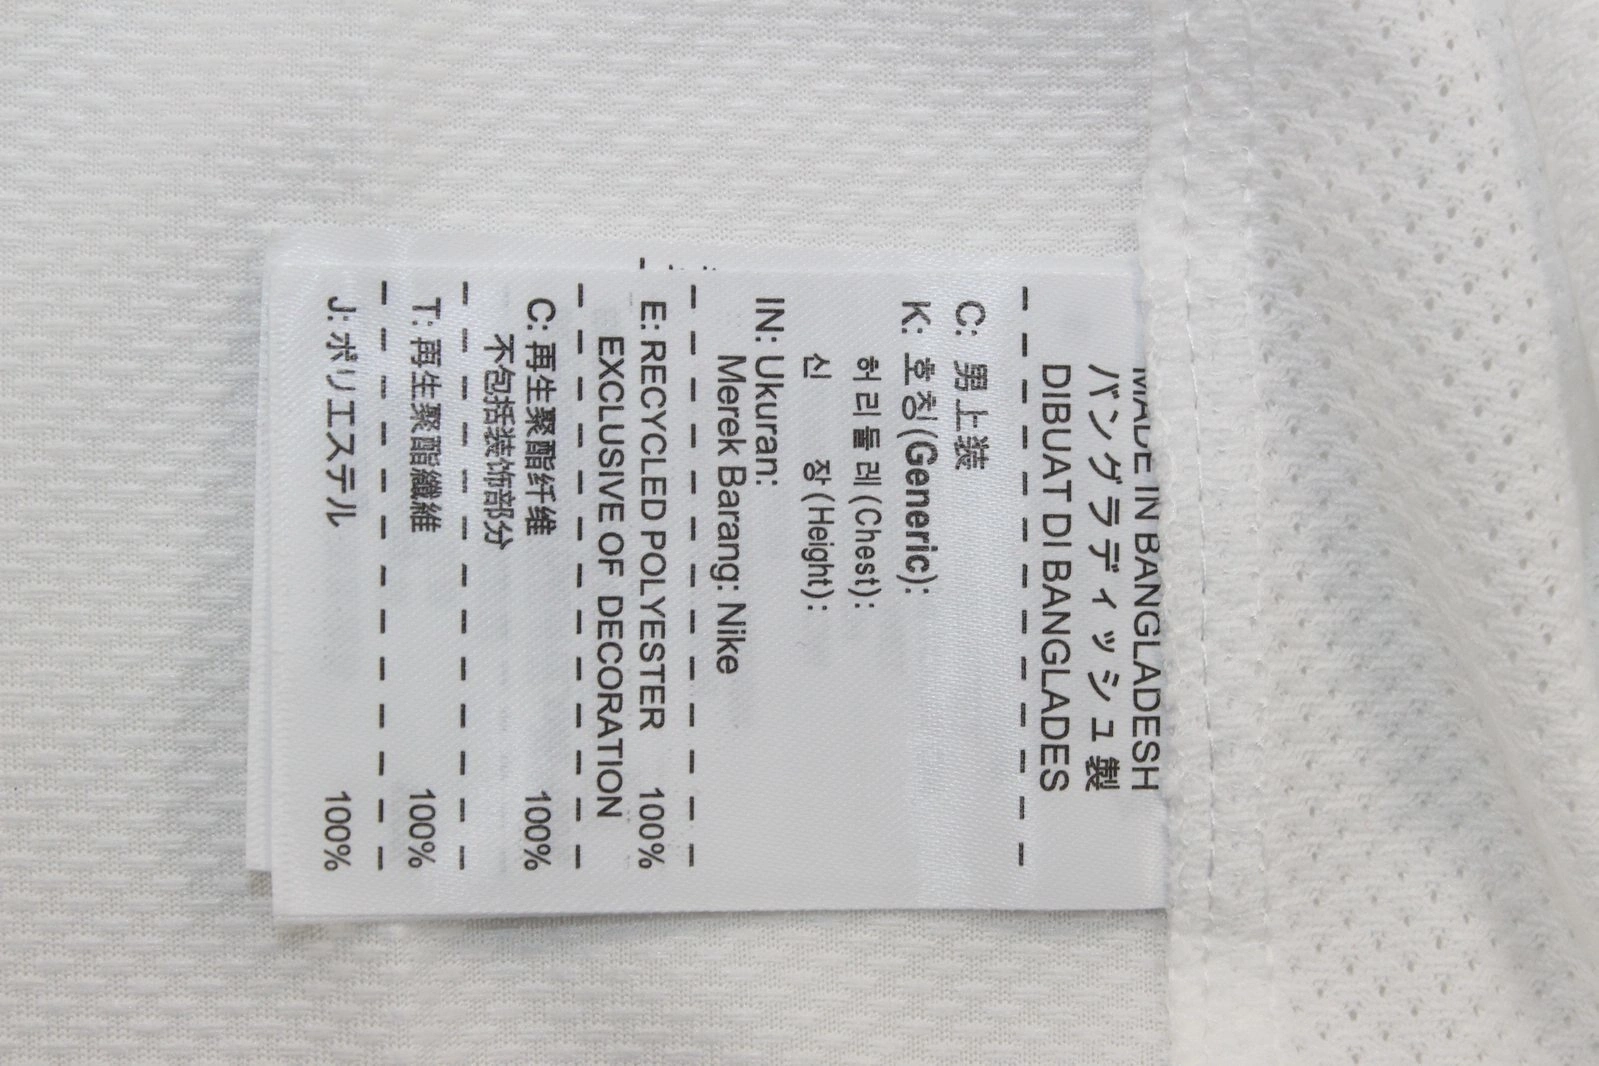 MADE IN BANGLADESH
バングラディッシュ製
DIBUAT DI BANGLADES
C: 男上装
K: 호칭(Generic):
허리둘레(Chest):
신 장(Height):
IN: Ukuran:
Merek Barang: Nike
E: RECYCLED POLYESTER 100%
EXCLUSIVE OF DECORATION
C: 再生聚酯纤维 100%
不包括装饰部分
T: 再生聚酯纖維 100%
J: ポリエステル 100%